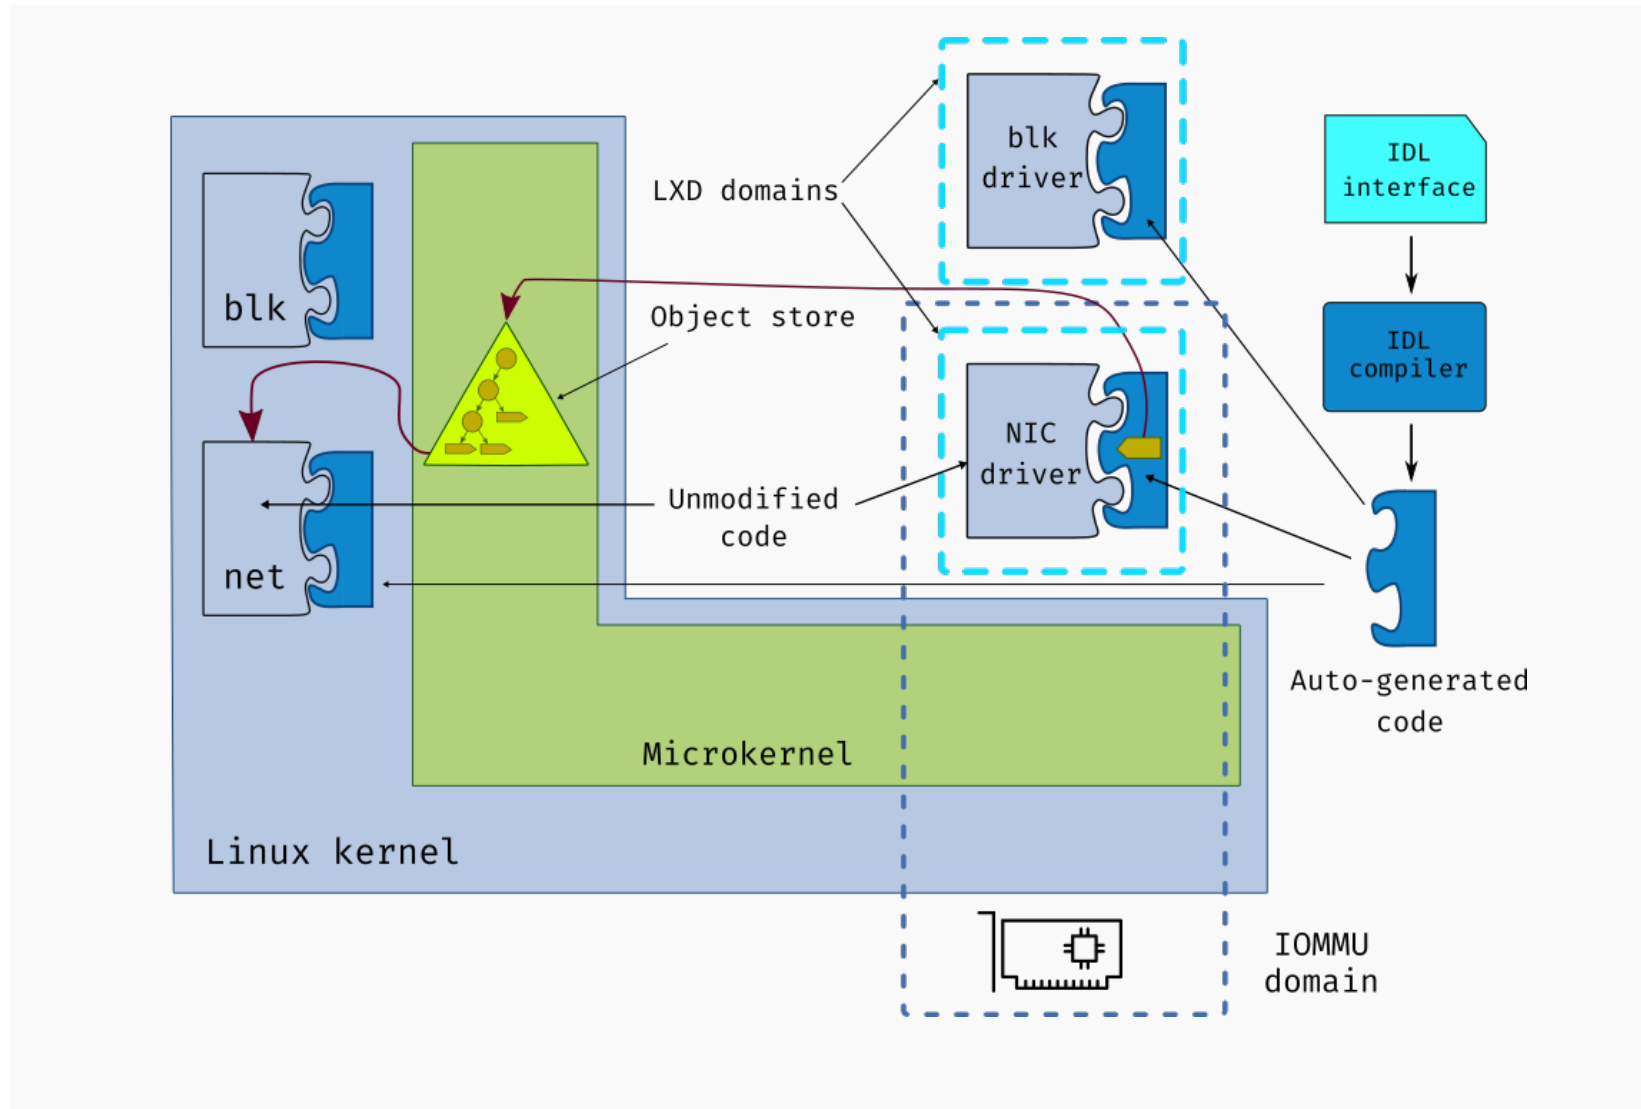 blk
driver
IDL
interface
LXD domains
blk
Object store
IDL
compiler
NIC
driver
Unmodified
code
net
Auto-generated
code
Microkernel
Linux kernel
IOMMU
domain